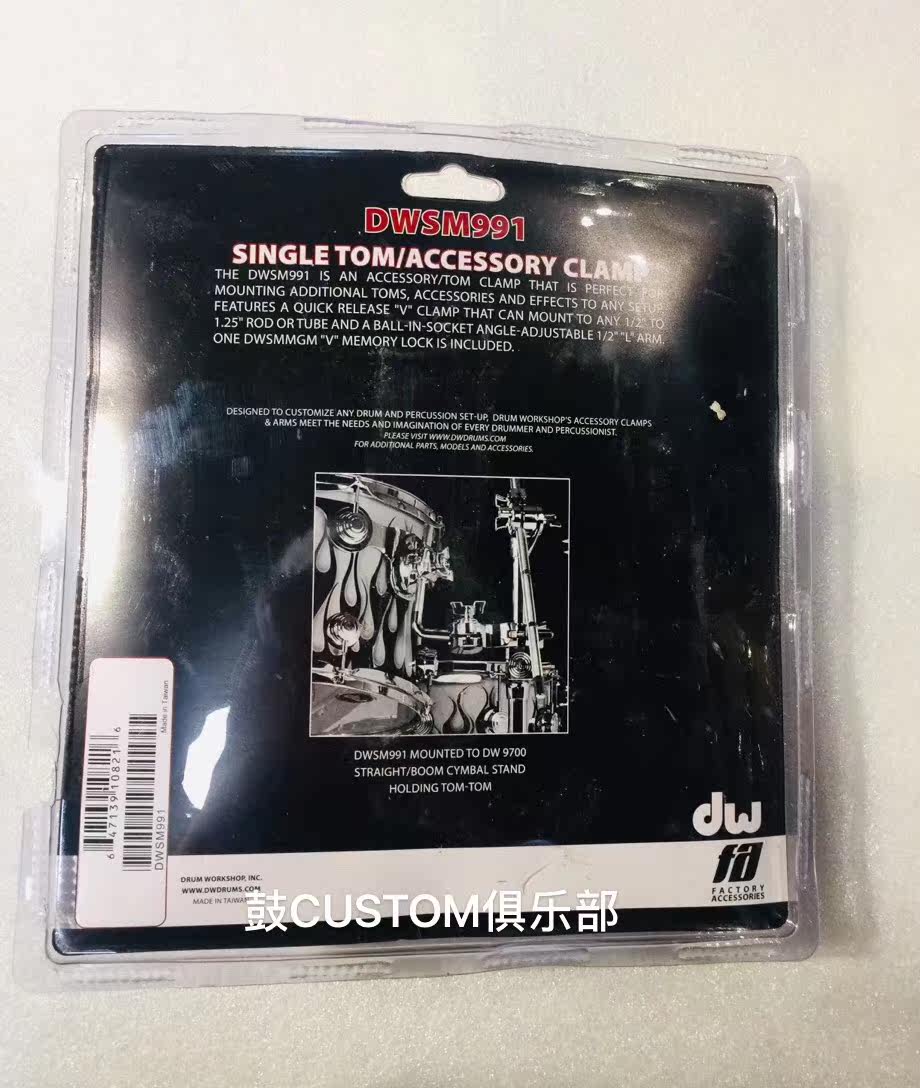 DWSM991
SINGLE TOM/ACCESSORY CLAMP
THE DWSM991 IS AN ACCESSORY/TOM CLAMP THAT IS PERFECT FOR
MOUNTING ADDITIONAL TOMS, ACCESSORIES AND EFFECTS TO ANY SETUP.
FEATURES A QUICK RELEASE "V" CLAMP THAT CAN MOUNT TO ANY 1/2" TO
1.25" ROD OR TUBE AND A BALL-IN-SOCKET ANGLE-ADJUSTABLE 1/2" "L" ARM.
ONE DWSMMGM "V" MEMORY LOCK IS INCLUDED.
DESIGNED TO CUSTOMIZE ANY DRUM AND PERCUSSION SET-UP, DRUM WORKSHOP'S ACCESSORY CLAMPS
& ARMS MEET THE NEEDS AND IMAGINATION OF EVERY DRUMMER AND PERCUSSIONIST.
PLEASE VISIT WWW.DWDRUMS.COM
FOR ADDITIONAL PARTS, MODELS AND ACCESSORIES.
DWSM991 MOUNTED TO DW 9700
STRAIGHT/BOOM CYMBAL STAND
HOLDING TOM-TOM
6 47139 10821 6
DWSM991
Made in Taiwan
dw
fa
FACTORY
ACCESSORIES
DRUM WORKSHOP, INC.
WWW.DWDRUMS.COM
MADE IN TAIWAN
鼓CUSTOM俱乐部